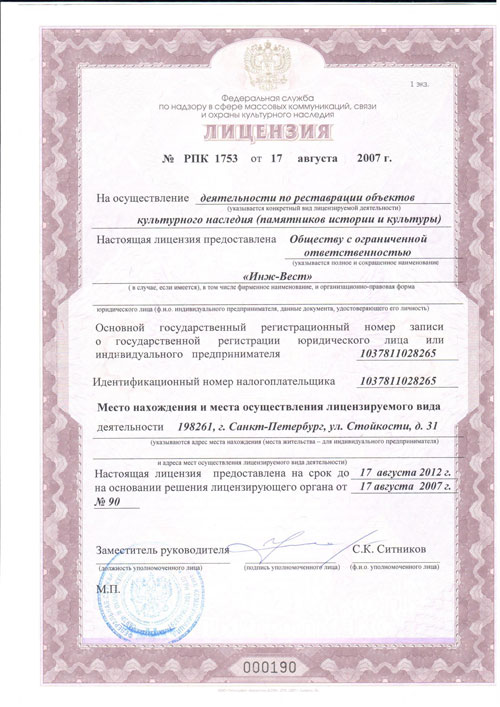 1 экз.
Федеральная служба
по надзору в сфере массовых коммуникаций, связи
и охраны культурного наследия
ЛИЦЕНЗИЯ
№ РПК 1753 от 17 августа 2007 г.
На осуществление деятельности по реставрации объектов
(указывается конкретный вид лицензируемой деятельности)
культурного наследия (памятников истории и культуры)
Настоящая лицензия предоставлена Обществу с ограниченной
ответственностью
(указывается полное и сокращенное наименование)
«Инж-Вест»
( в случае, если имеется), в том числе фирменное наименование, и организационно-правовая форма
юридического лица (ф.и.о. индивидуального предпринимателя, данные документа, удостоверяющего его личность)
Основной государственный регистрационный номер записи
о государственной регистрации юридического лица или
индивидуального предпринимателя 1037811028265
Идентификационный номер налогоплательщика 1037811028265
Место нахождения и места осуществления лицензируемого вида
деятельности 198261, г. Санкт-Петербург, ул. Стойкости, д. 31
(указываются адрес места нахождения (места жительства – для индивидуального предпринимателя)
и адреса мест осуществления лицензируемого вида деятельности)
Настоящая лицензия предоставлена на срок до 17 августа 2012 г.
на основании решения лицензирующего органа от 17 августа 2007 г.
№ 90
Заместитель руководителя С.К. Ситников
(должность уполномоченного лица) (подпись уполномоченного лица) (ф.и.о. уполномоченного лица)
М.П.
000190